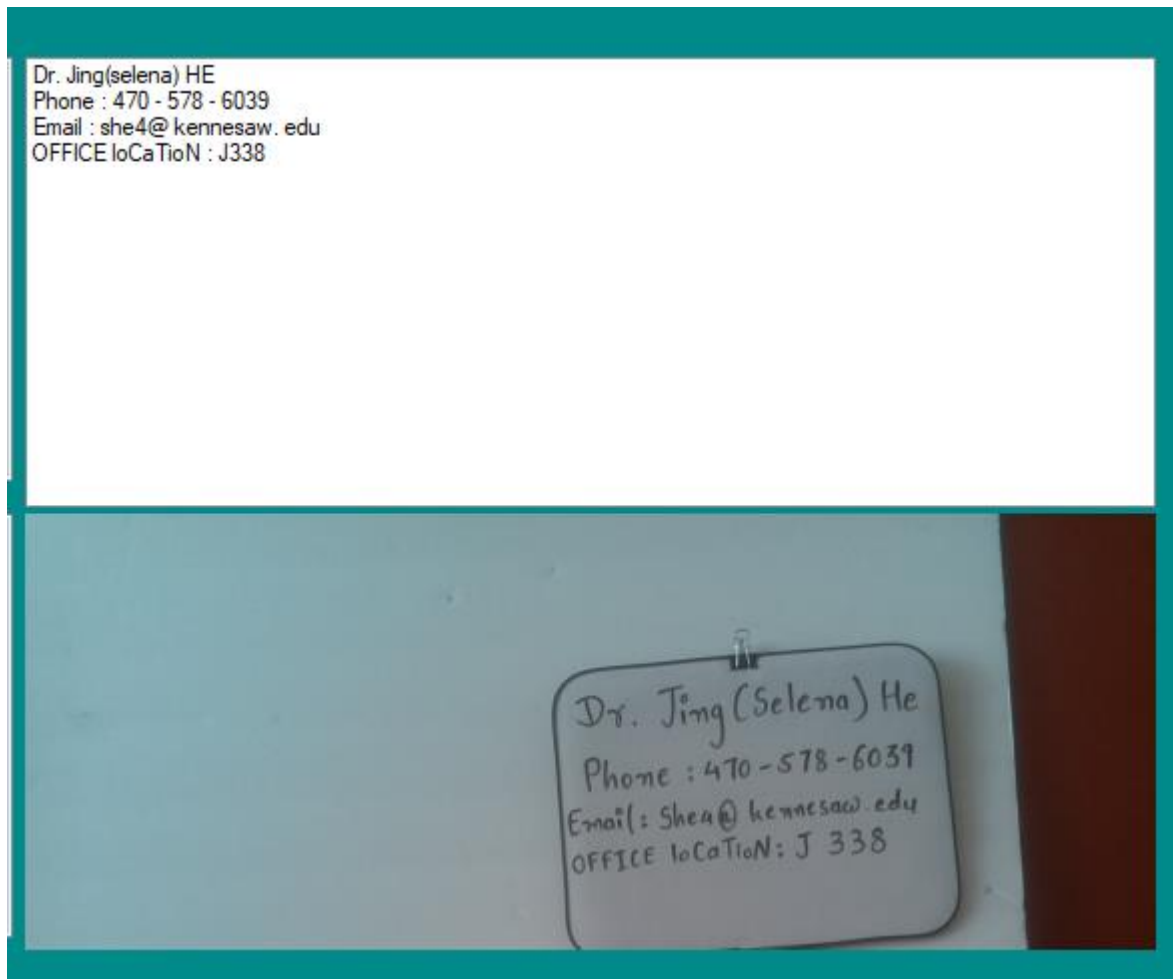 Dr. Jing(selena) HE
Phone : 470 - 578 - 6039
Email : she4@ kennesaw. edu
OFFICE loCaTioN : J338
Dr. Jing (Selena) He
Phone : 470-578-6039
Email: She4@ kennesaw.edu
OFFICE loCaTioN: J 338